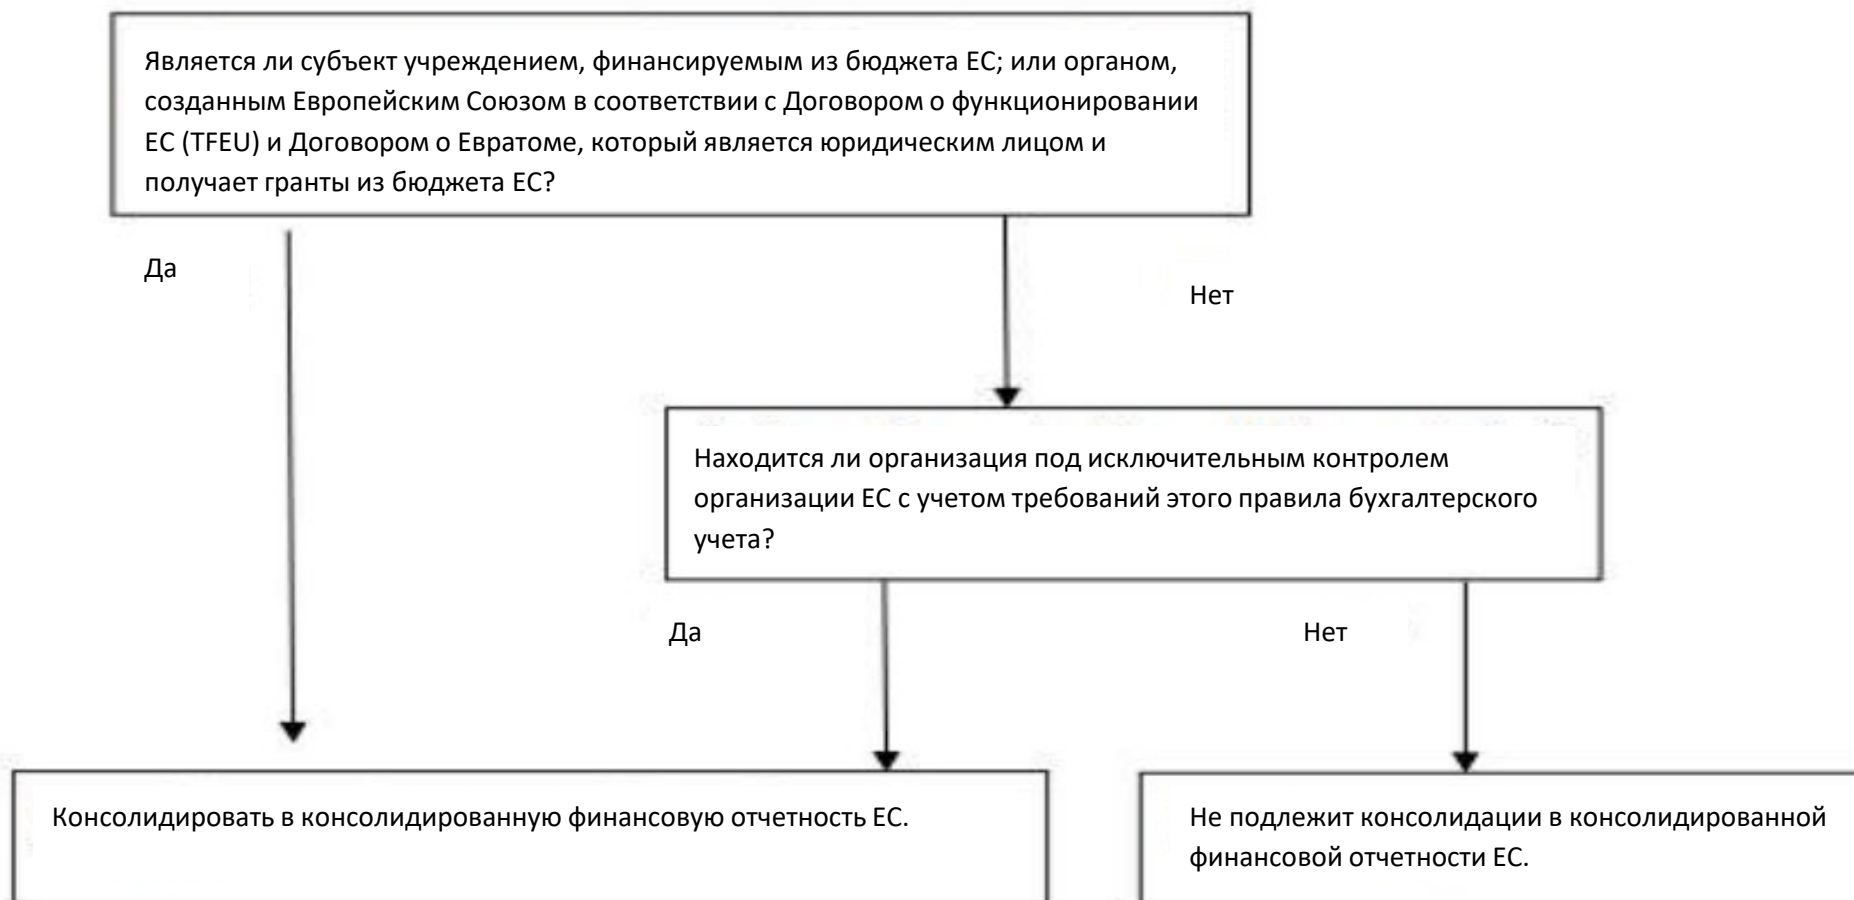 Является ли субъект учреждением, финансируемым из бюджета ЕС; или органом,
созданным Европейским Союзом в соответствии с Договором о функционировании
ЕС (TFEU) и Договором о Евратоме, который является юридическим лицом и
получает гранты из бюджета ЕС?
Да
Нет
Находится ли организация под исключительным контролем
организации ЕС с учетом требований этого правила бухгалтерского
учета?
Да
Нет
Консолидировать в консолидированную финансовую отчетность ЕС.
Не подлежит консолидации в консолидированной
финансовой отчетности ЕС.